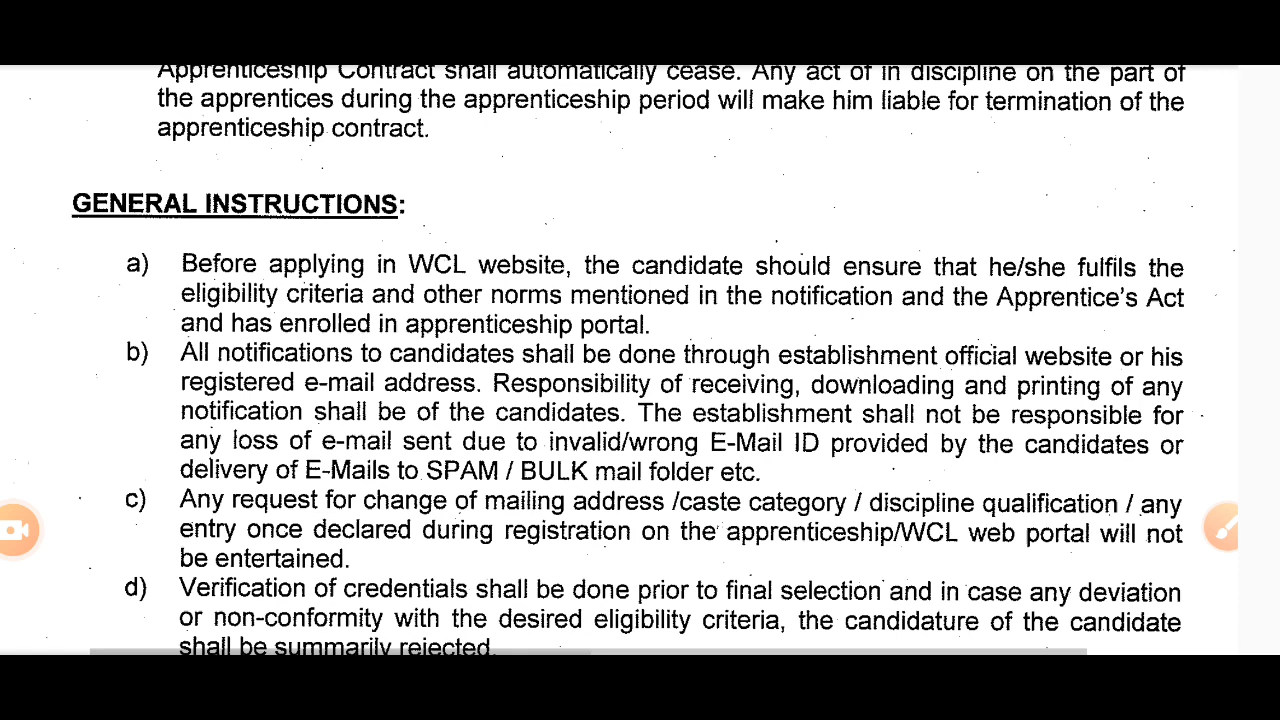 Apprenticeship Contract shall automatically cease. Any act of in discipline on the part of
the apprentices during the apprenticeship period will make him liable for termination of the
apprenticeship contract.
GENERAL INSTRUCTIONS:
a) Before applying in WCL website, the candidate should ensure that he/she fulfils the
eligibility criteria and other norms mentioned in the notification and the Apprentice's Act
and has enrolled in apprenticeship portal.
b) All notifications to candidates shall be done through establishment official website or his
registered e-mail address. Responsibility of receiving, downloading and printing of any
notification shall be of the candidates. The establishment shall not be responsible for
any loss of e-mail sent due to invalid/wrong E-Mail ID provided by the candidates or
delivery of E-Mails to SPAM / BULK mail folder etc.
c) Any request for change of mailing address /caste category / discipline qualification / any
entry once declared during registration on the apprenticeship/WCL web portal will not
be entertained.
d) Verification of credentials shall be done prior to final selection and in case any deviation
or non-conformity with the desired eligibility criteria, the candidature of the candidate
shall be summarily rejected.